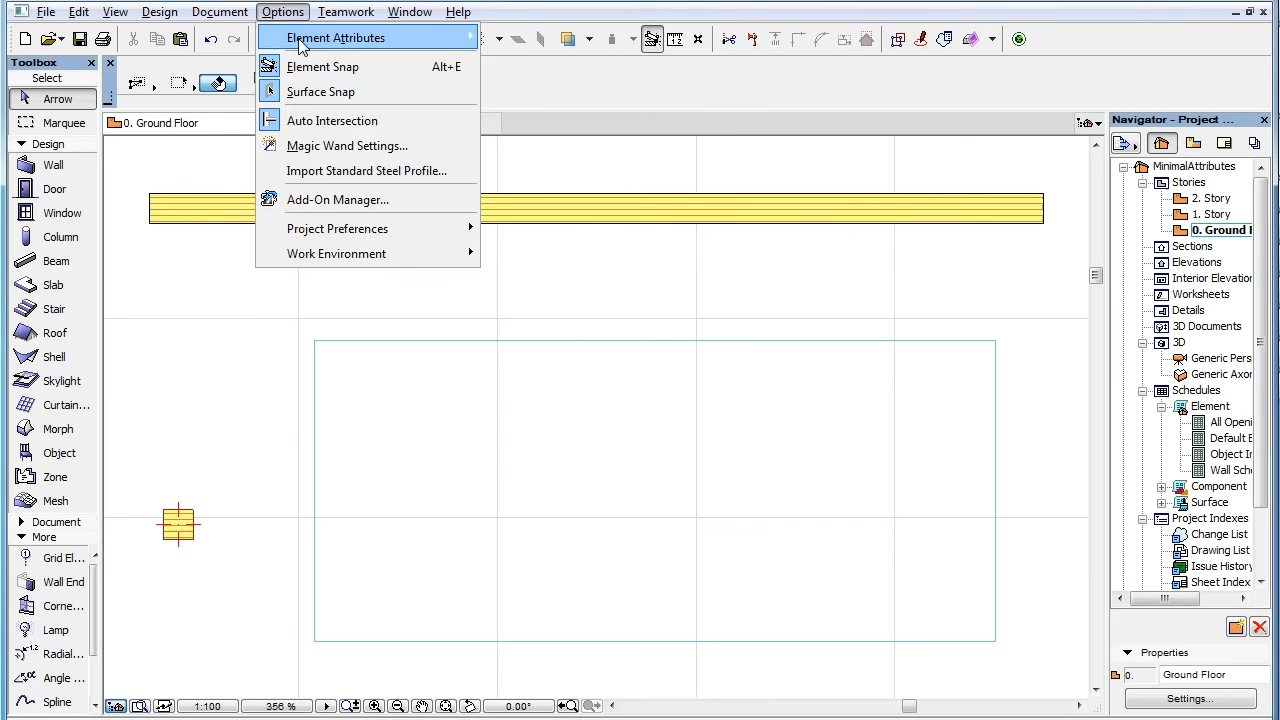 File Edit View Design Document Options Teamwork Window Help
Element Attributes
Element Snap Alt+E
Surface Snap
Auto Intersection
Magic Wand Settings...
Import Standard Steel Profile...
Add-On Manager...
Project Preferences
Work Environment
Toolbox
Select
Arrow
Marquee
Design
Wall
Door
Window
Column
Beam
Slab
Stair
Roof
Shell
Skylight
Curtain...
Morph
Object
Zone
Mesh
Document
More
Grid El...
Wall End
Corne...
Lamp
Radial...
Angle ...
Spline
0. Ground Floor
1:100
356 %
0.00°
Navigator - Project ...
MinimalAttributes
Stories
2. Story
1. Story
0. Ground F
Sections
Elevations
Interior Elevation
Worksheets
Details
3D Documents
3D
Generic Pers
Generic Axor
Schedules
Element
All Openi
Default E
Object In
Wall Sche
Component
Surface
Project Indexes
Change List
Drawing List
Issue History
Sheet Index
Properties
0. Ground Floor
Settings...